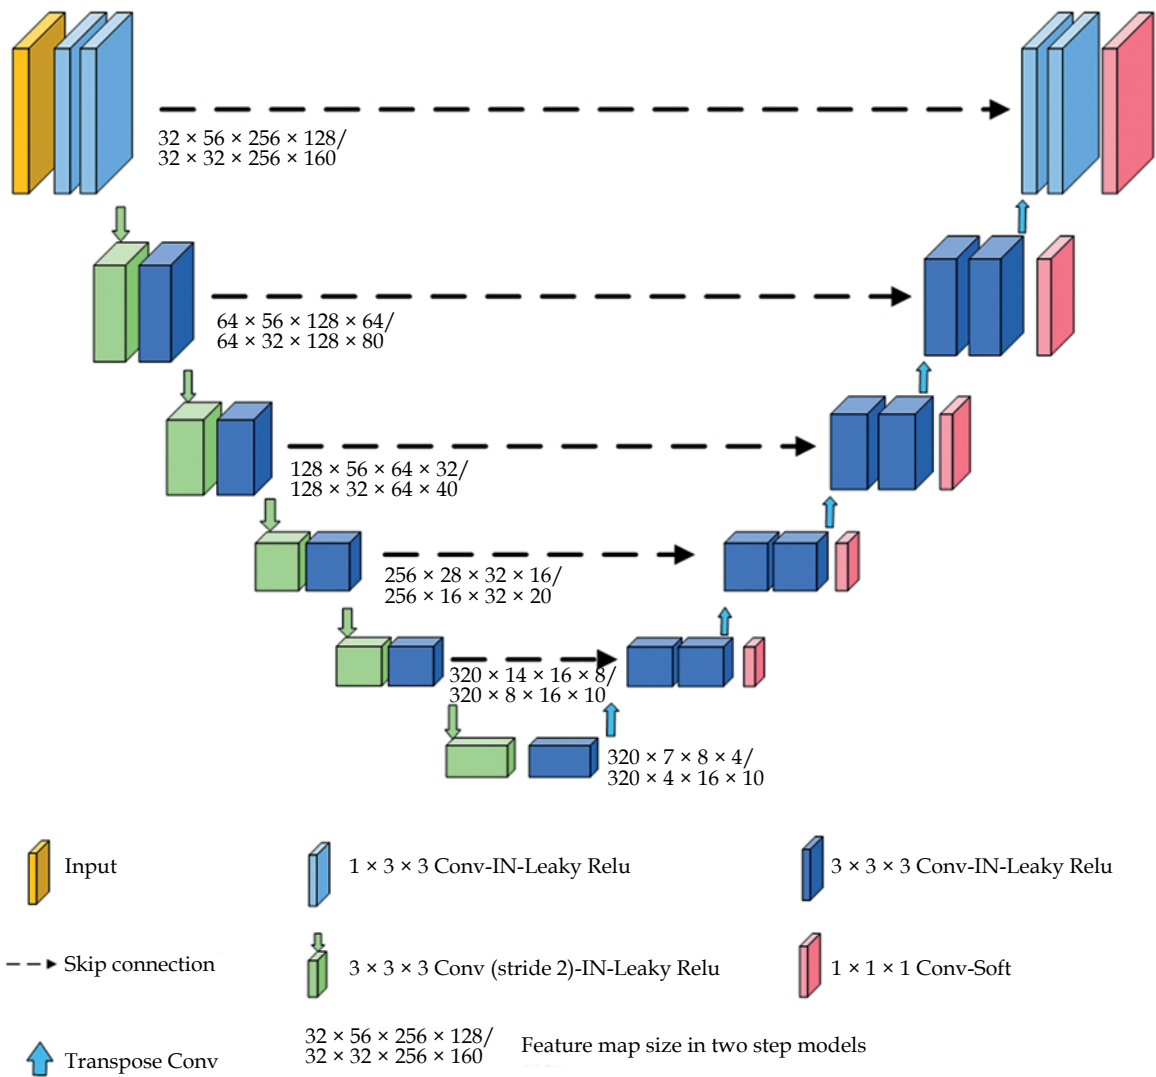 32 × 56 × 256 × 128/
32 × 32 × 256 × 160
64 × 56 × 128 × 64/
64 × 32 × 128 × 80
128 × 56 × 64 × 32/
128 × 32 × 64 × 40
256 × 28 × 32 × 16/
256 × 16 × 32 × 20
320 × 14 × 16 × 8/
320 × 8 × 16 × 10
320 × 7 × 8 × 4/
320 × 4 × 16 × 10
Input
1 × 3 × 3 Conv-IN-Leaky Relu
3 × 3 × 3 Conv-IN-Leaky Relu
Skip connection
3 × 3 × 3 Conv (stride 2)-IN-Leaky Relu
1 × 1 × 1 Conv-Soft
Transpose Conv
32 × 56 × 256 × 128/
32 × 32 × 256 × 160
Feature map size in two step models